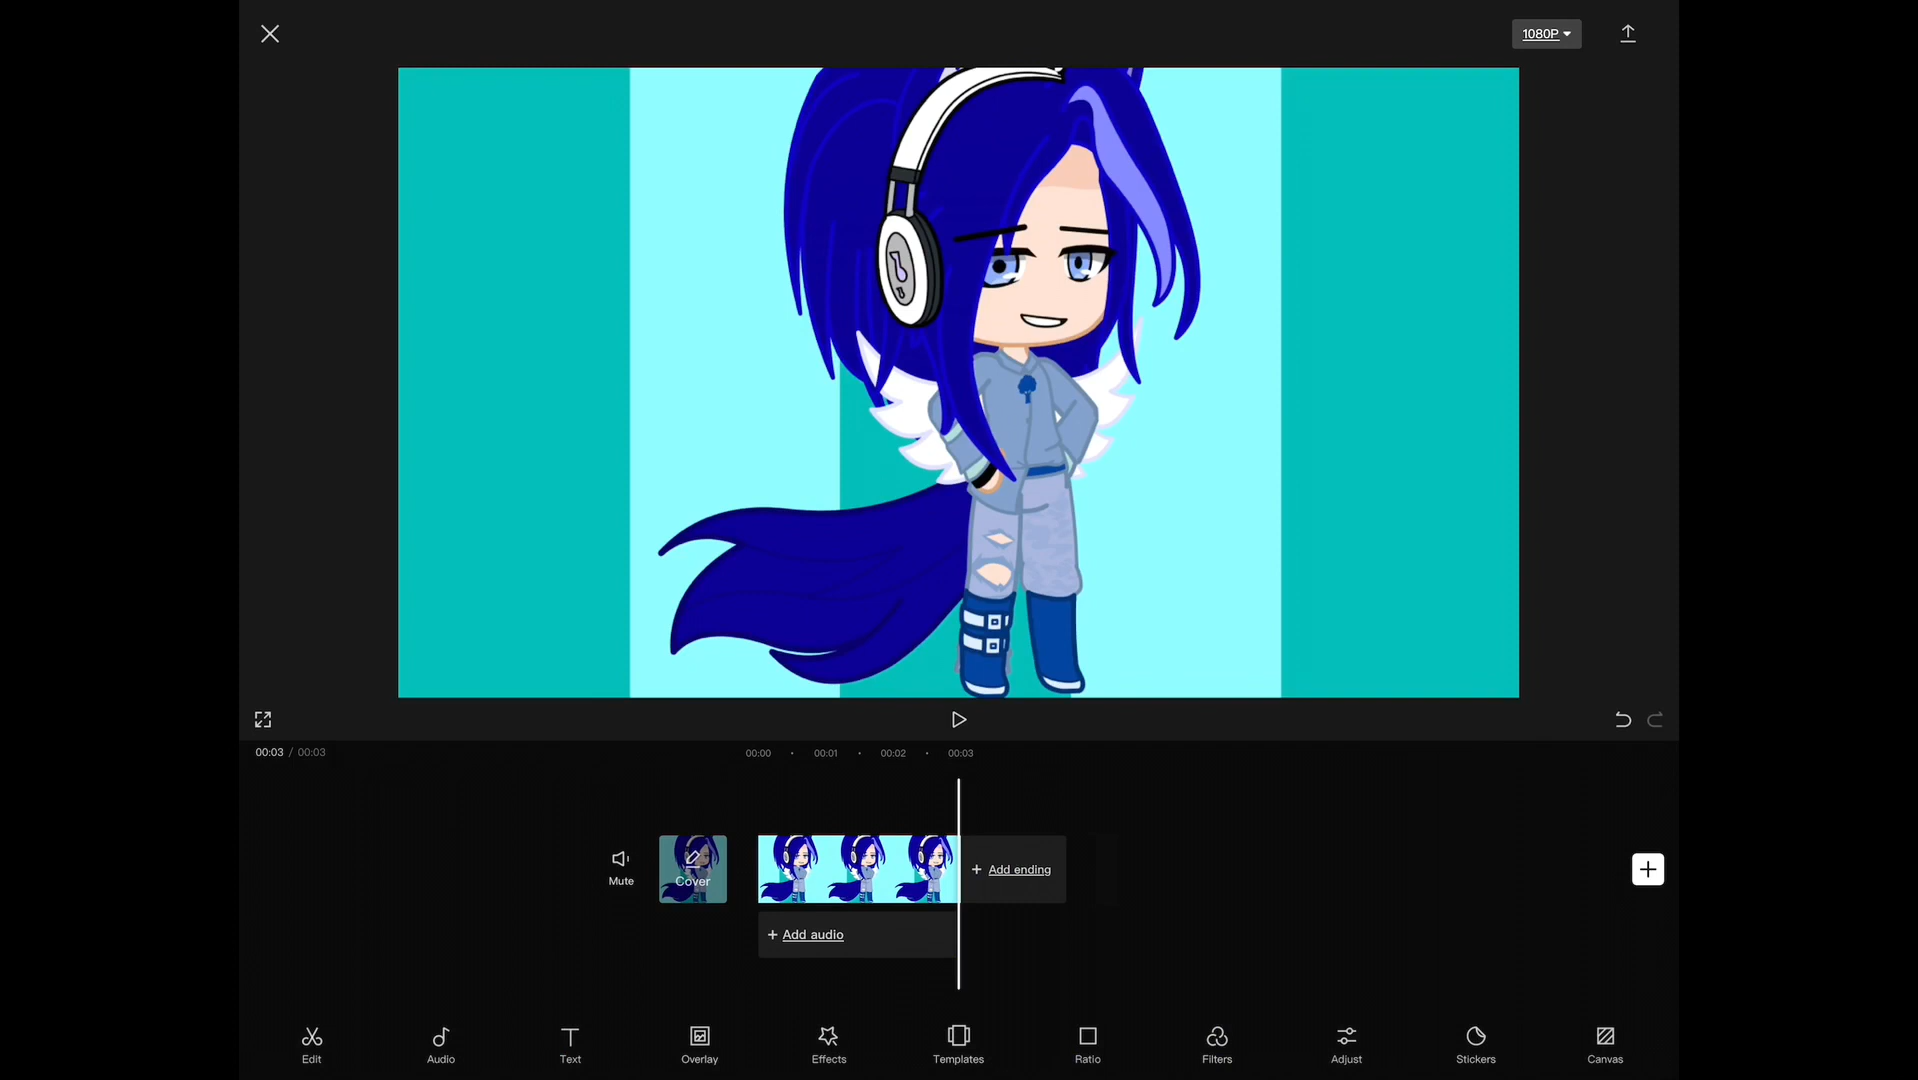 1080P
00:03 / 00:03
00:00 · 00:01 · 00:02 · 00:03
Mute
Cover
+ Add ending
+ Add audio
Edit
Audio
Text
Overlay
Effects
Templates
Ratio
Filters
Adjust
Stickers
Canvas